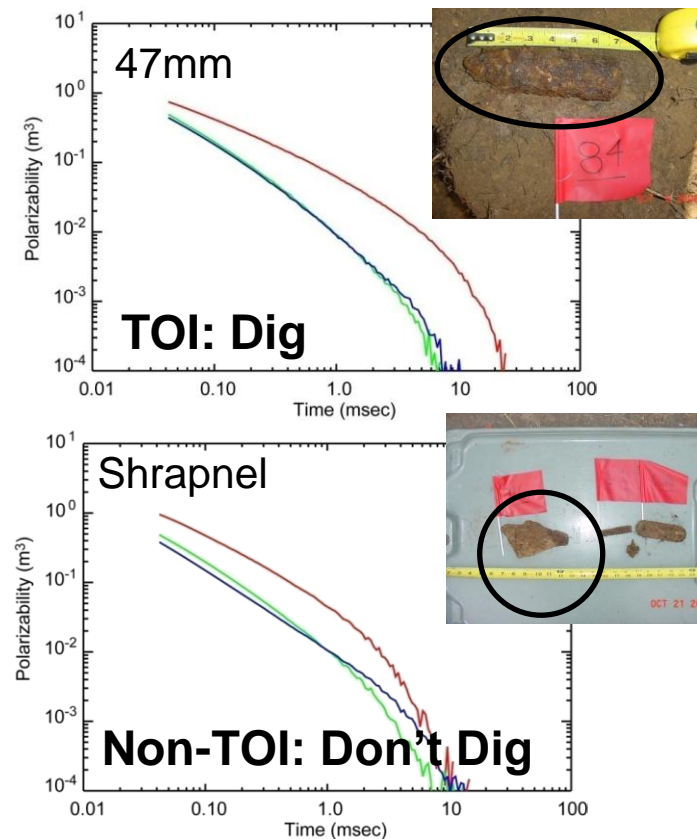 47mm
10^1
10^0
10^-1
10^-2
10^-3
10^-4
Polarizability (m³)
0.01 0.10 1.0 10 100
Time (msec)
TOI: Dig
84
Shrapnel
10^1
10^0
10^-1
10^-2
10^-3
10^-4
Polarizability (m³)
0.01 0.10 1.0 10 100
Time (msec)
Non-TOI: Don't Dig
OCT 21 20